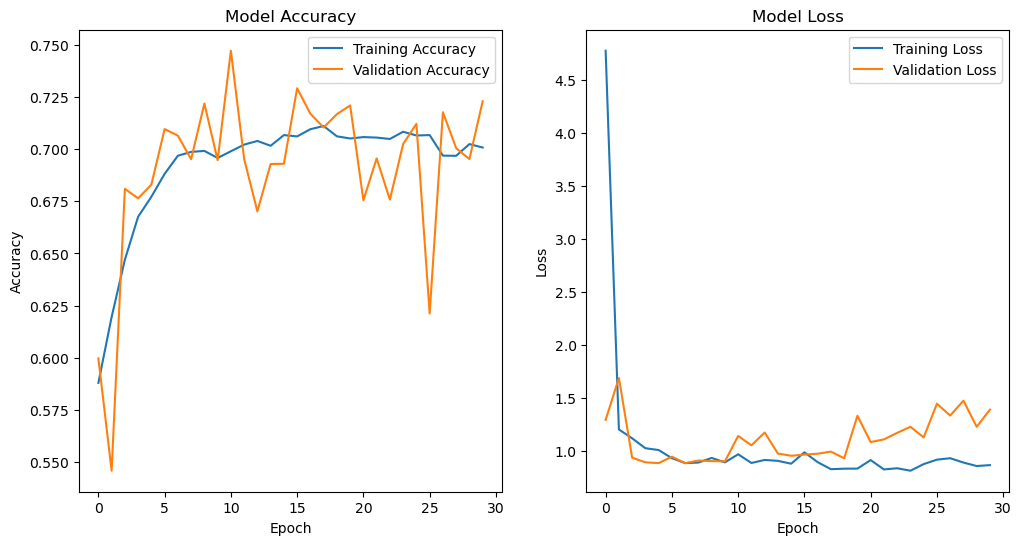 Model Accuracy
0.750
0.725
0.700
0.675
0.650
0.625
0.600
0.575
0.550
Accuracy
Training Accuracy
Validation Accuracy
0 5 10 15 20 25 30
Epoch
Model Loss
4.5
4.0
3.5
3.0
2.5
2.0
1.5
1.0
Loss
Training Loss
Validation Loss
0 5 10 15 20 25 30
Epoch